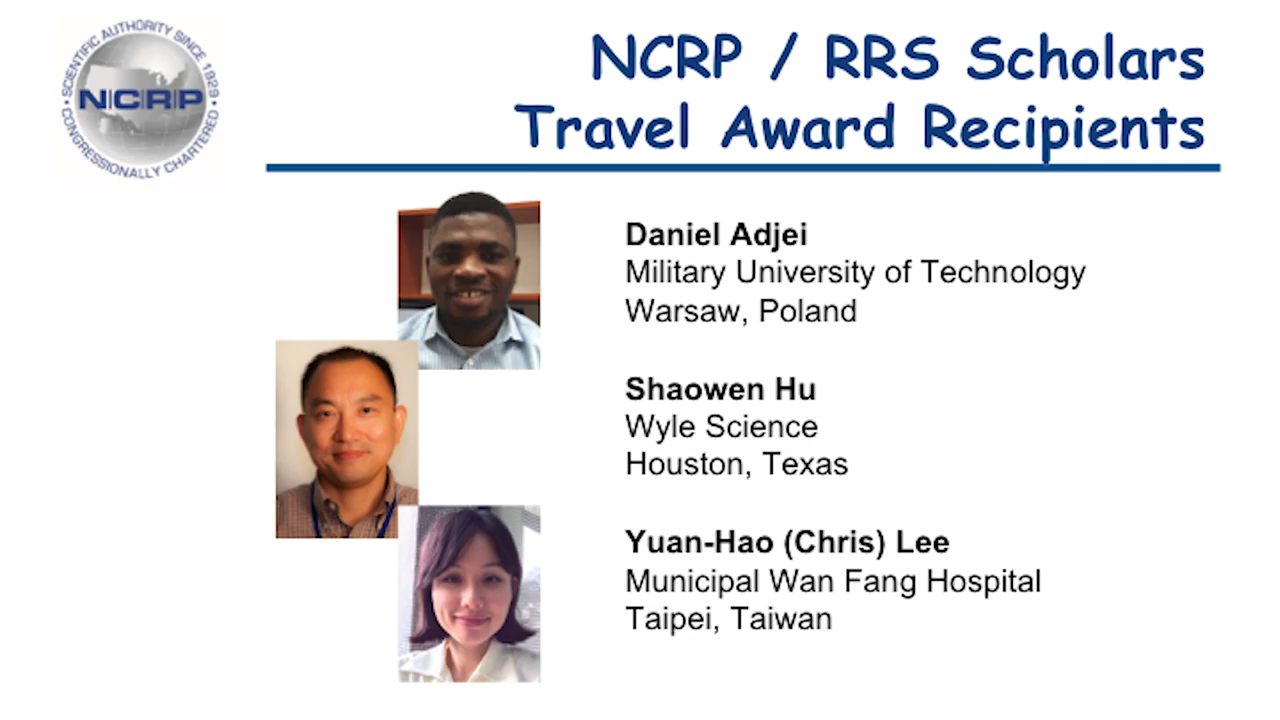 SCIENTIFIC AUTHORITY SINCE 1929
NCRP
CONGRESSIONALLY CHARTERED
NCRP / RRS Scholars
Travel Award Recipients
Daniel Adjei
Military University of Technology
Warsaw, Poland
Shaowen Hu
Wyle Science
Houston, Texas
Yuan-Hao (Chris) Lee
Municipal Wan Fang Hospital
Taipei, Taiwan